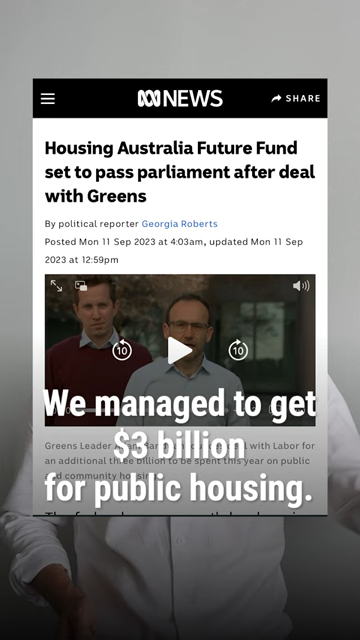 NEWS
SHARE
Housing Australia Future Fund
set to pass parliament after deal
with Greens
By political reporter Georgia Roberts
Posted Mon 11 Sep 2023 at 4:03am, updated Mon 11 Sep
2023 at 12:59pm
10
10
We managed to get
$3 billion
for public housing.
Greens Leader
with Labor for
an additional three billion to be spent this year on public
and community